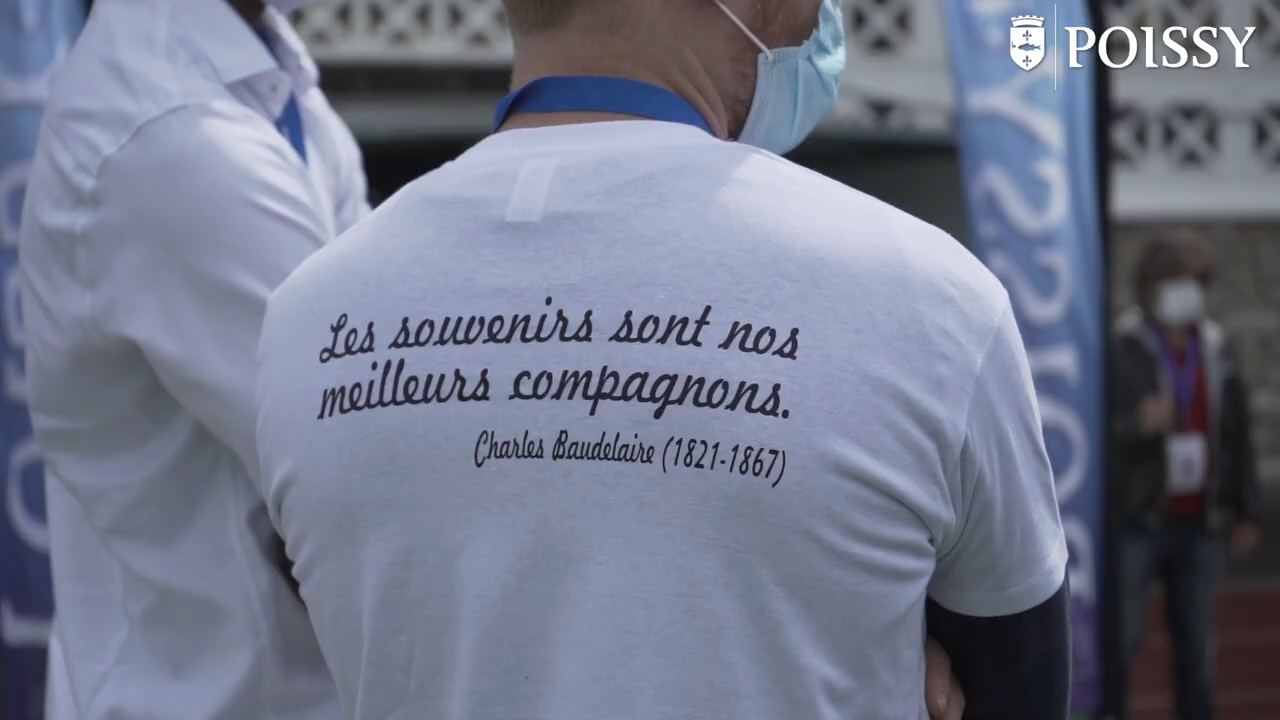 POISSY
Les souvenirs sont nos
meilleurs compagnons.
Charles Baudelaire (1821-1867)